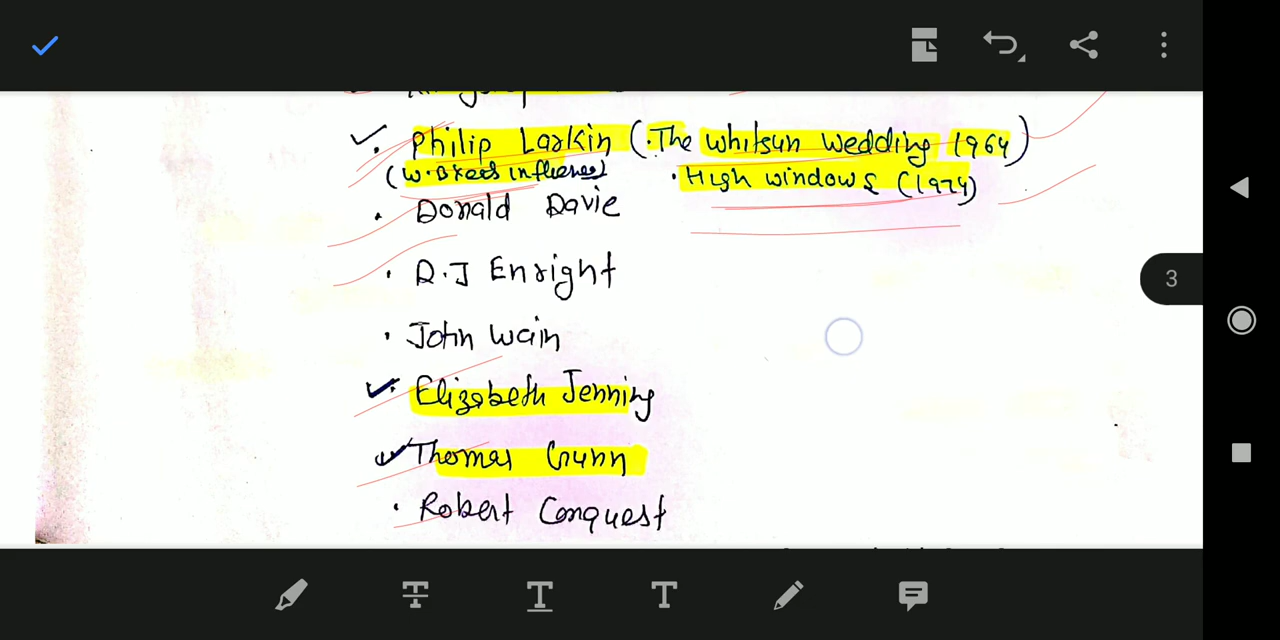 Philip Larkin (. The whitsun wedding 1964)
(W.B Yeats influence) . High windows (1974)
. Donald Davie
. D.J Enright
. John Wain
. Elizabeth Jenning
Thomas Gunn
. Robert Conquest
3